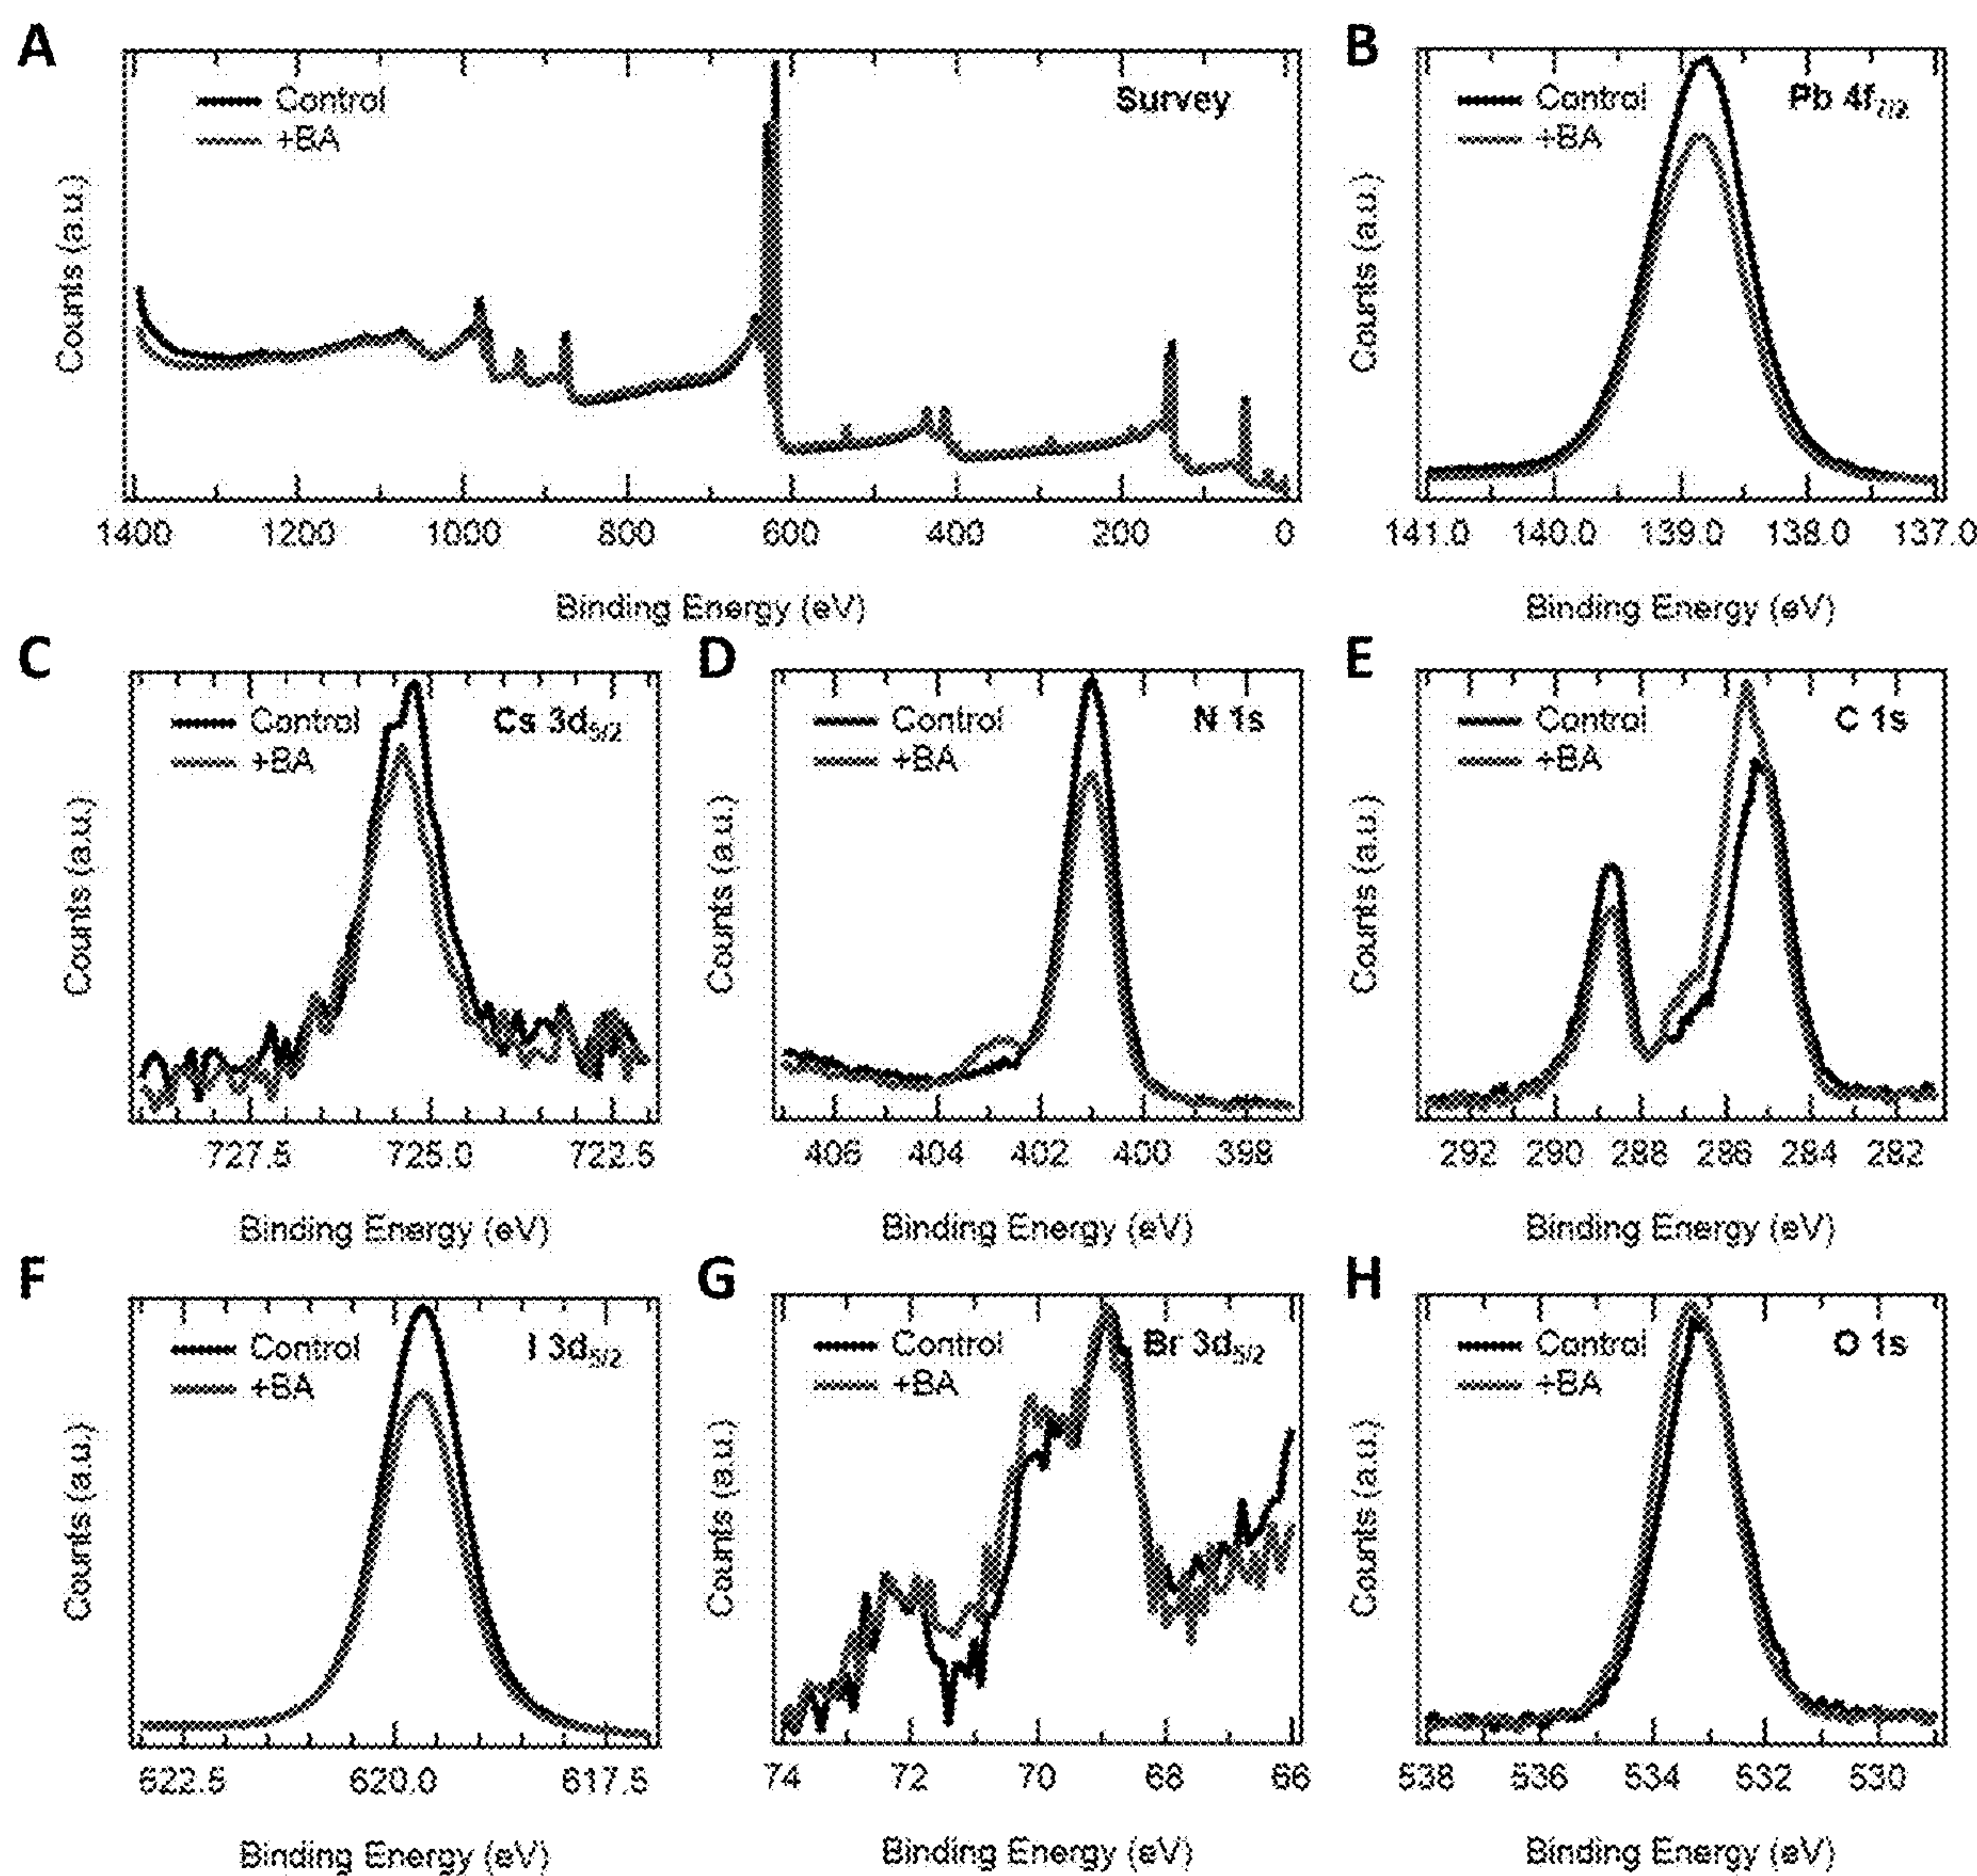 A
Control
+BA
Survey
Counts (a.u.)
1400 1200 1000 800 600 400 200 0
Binding Energy (eV)
B
Control
+BA
Pb 4f7/2
Counts (a.u.)
141.0 140.0 139.0 138.0 137.0
Binding Energy (eV)
C
Control
+BA
Cs 3d5/2
Counts (a.u.)
727.5 725.0 722.5
Binding Energy (eV)
D
Control
+BA
N 1s
Counts (a.u.)
406 404 402 400 398
Binding Energy (eV)
E
Control
+BA
C 1s
Counts (a.u.)
292 290 288 286 284 282
Binding Energy (eV)
F
Control
+BA
I 3d5/2
Counts (a.u.)
622.5 620.0 617.5
Binding Energy (eV)
G
Control
+BA
Br 3d5/2
Counts (a.u.)
74 72 70 68 66
Binding Energy (eV)
H
Control
+BA
O 1s
Counts (a.u.)
538 536 534 532 530
Binding Energy (eV)